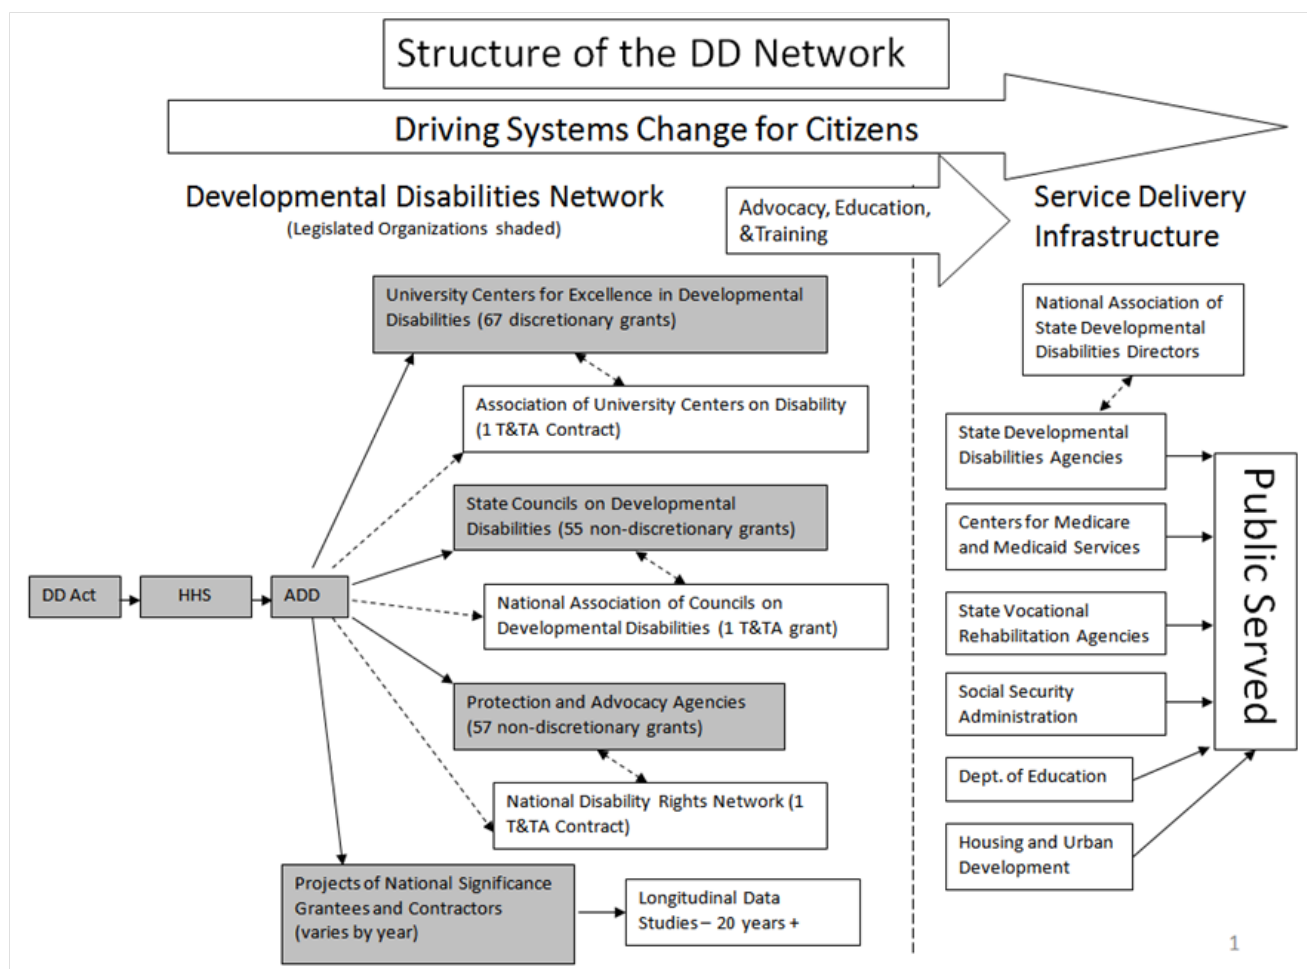 Structure of the DD Network
Driving Systems Change for Citizens
Developmental Disabilities Network
(Legislated Organizations shaded)
Advocacy, Education,
&Training
Service Delivery
Infrastructure
University Centers for Excellence in Developmental
Disabilities (67 discretionary grants)
Association of University Centers on Disability
(1 T&TA Contract)
State Councils on Developmental
Disabilities (55 non-discretionary grants)
DD Act
HHS
ADD
National Association of Councils on
Developmental Disabilities (1 T&TA grant)
Protection and Advocacy Agencies
(57 non-discretionary grants)
National Disability Rights Network (1
T&TA Contract)
Projects of National Significance
Grantees and Contractors
(varies by year)
Longitudinal Data
Studies – 20 years +
National Association of
State Developmental
Disabilities Directors
State Developmental
Disabilities Agencies
Centers for Medicare
and Medicaid Services
State Vocational
Rehabilitation Agencies
Social Security
Administration
Dept. of Education
Housing and Urban
Development
Public Served
1